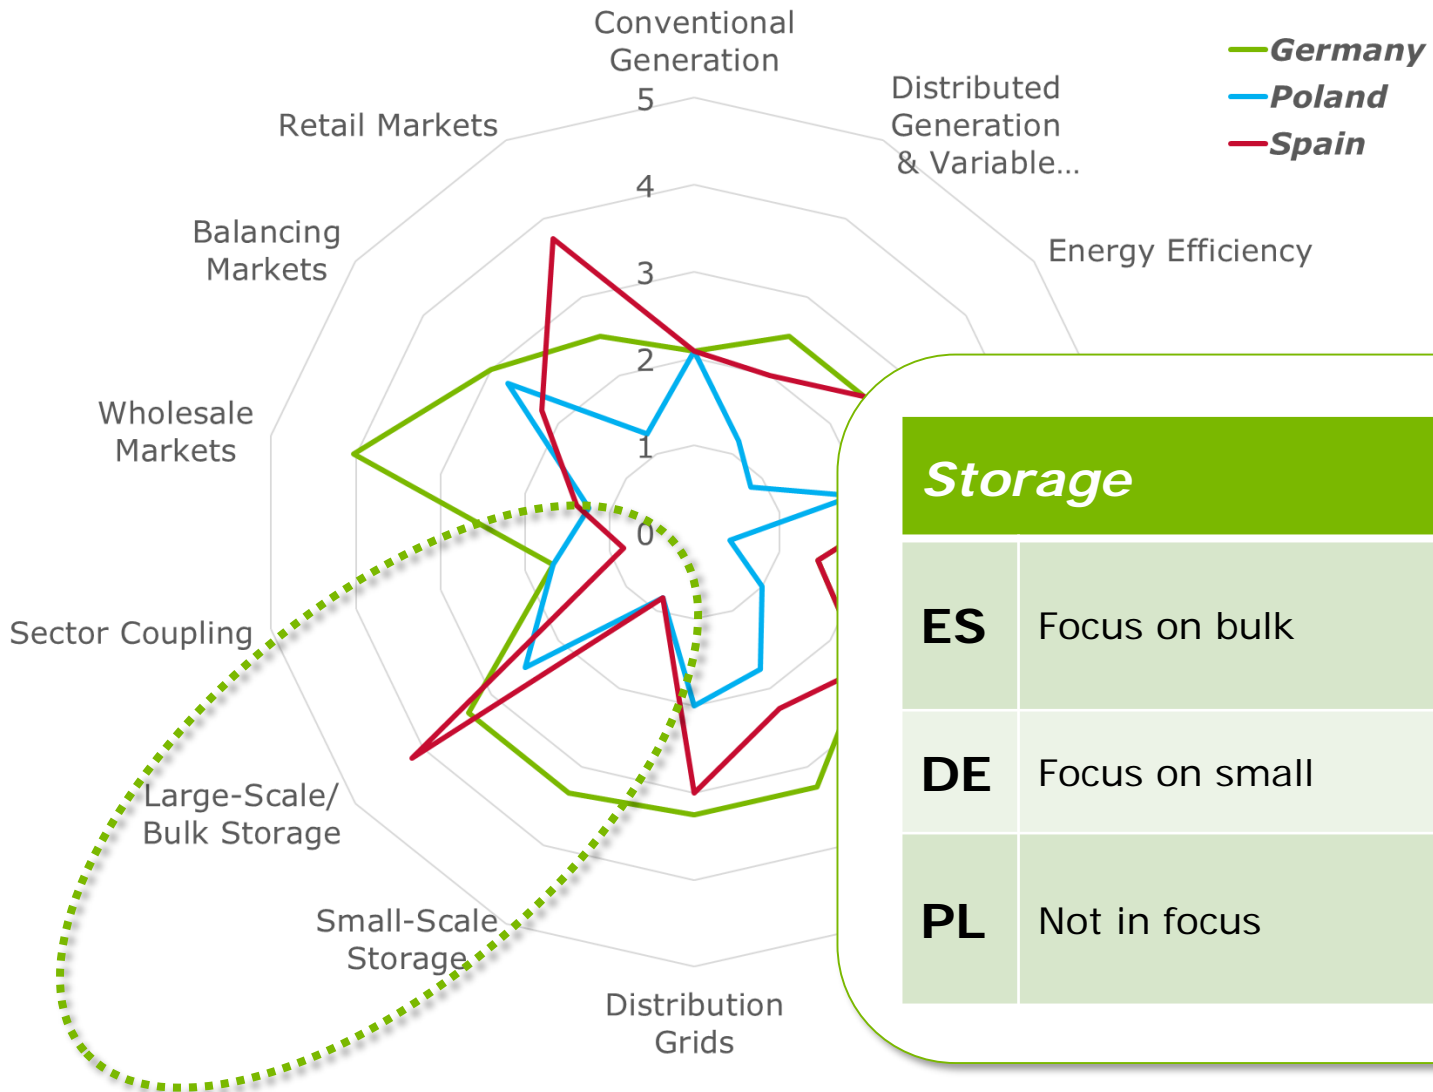 Conventional
Generation
Germany
Poland
Spain
Distributed
Generation
& Variable...
Retail Markets
Energy Efficiency
Balancing
Markets
Wholesale
Markets
Sector Coupling
Large-Scale/
Bulk Storage
Small-Scale
Storage
Distribution
Grids
5
4
3
2
1
0
Storage
ES Focus on bulk
DE Focus on small
PL Not in focus